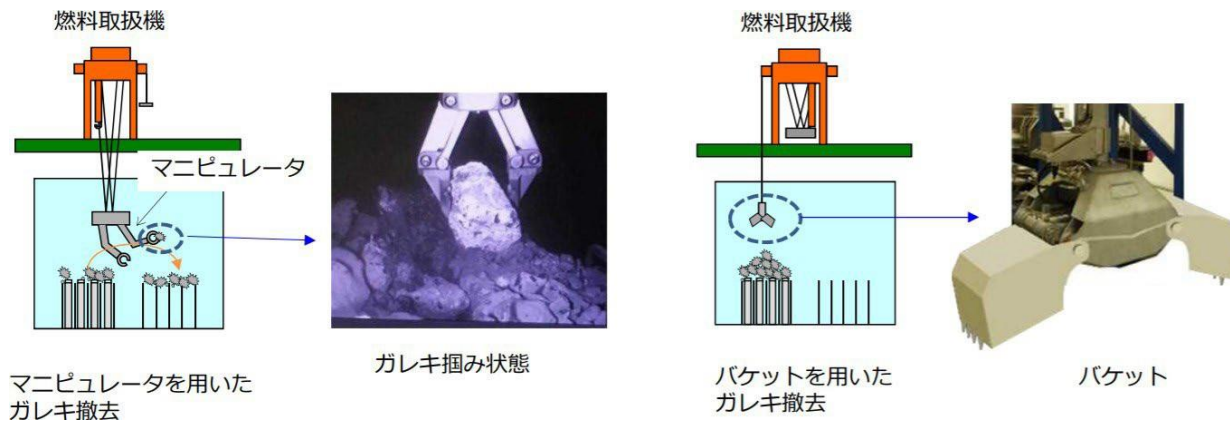 燃料取扱機
マニピュレータ
マニピュレータを用いた
ガレキ撤去
ガレキ掴み状態
燃料取扱機
バケットを用いた
ガレキ撤去
バケット